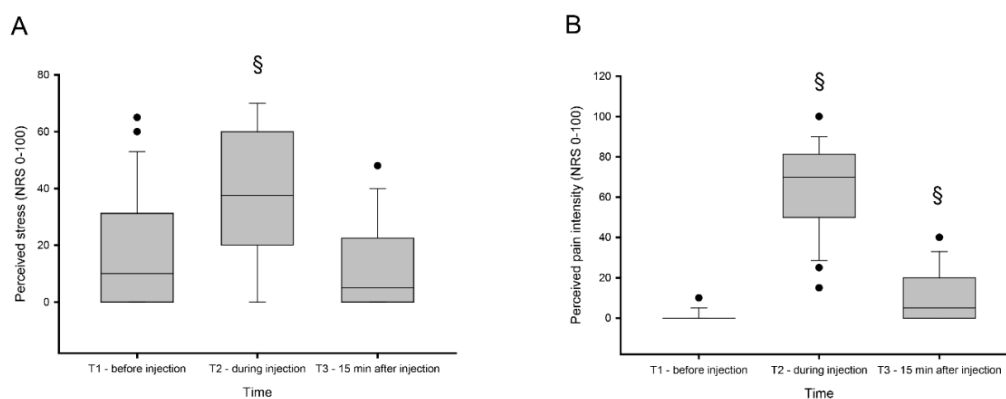 A
§
80
60
40
20
0
Perceived stress (NRS 0-100)
T1 - before injection
T2 - during injection
T3 - 15 min after injection
Time
B
§
§
120
100
80
60
40
20
0
Perceived pain intensity (NRS 0-100)
T1 - before injection
T2 - during injection
T3 - 15 min after injection
Time